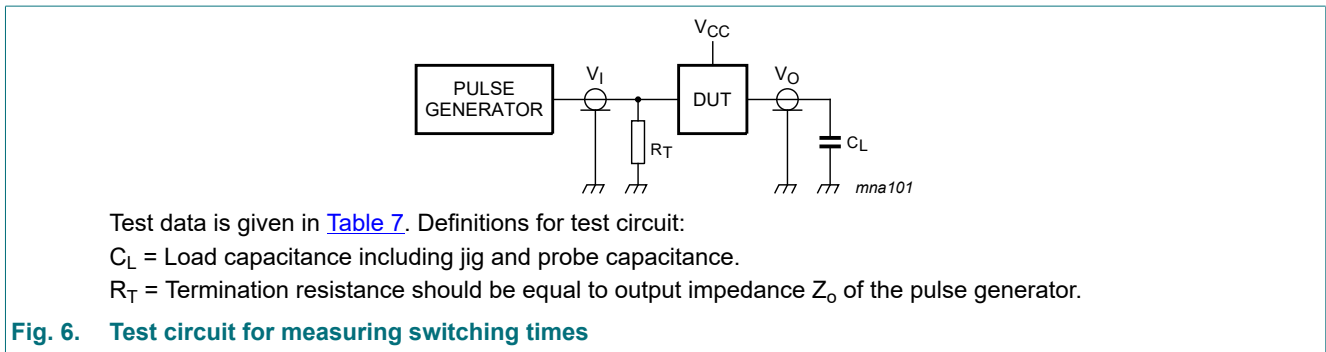 VCC
PULSE
GENERATOR
VI
DUT
VO
RT
CL
mna101
Test data is given in Table 7. Definitions for test circuit:
CL = Load capacitance including jig and probe capacitance.
RT = Termination resistance should be equal to output impedance Zo of the pulse generator.
Fig. 6. Test circuit for measuring switching times